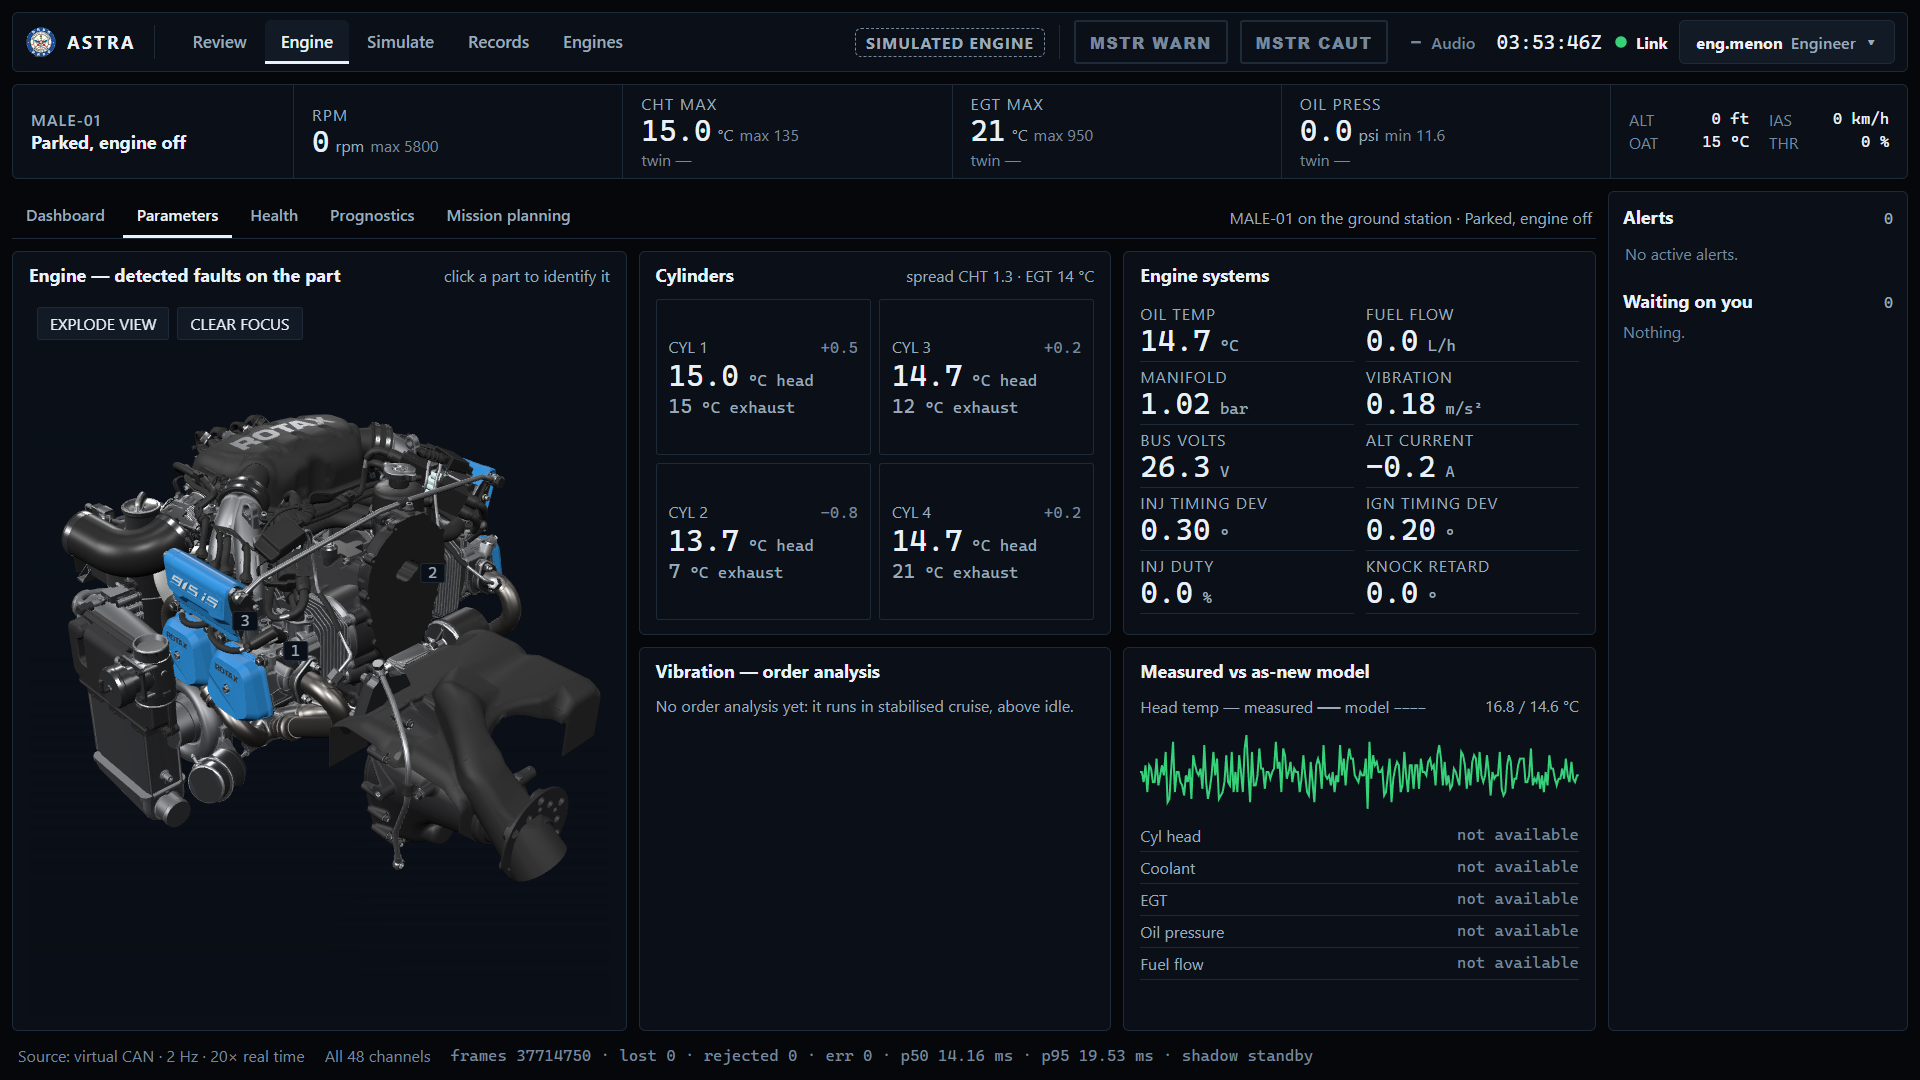 ASTRA
Review
Engine
Simulate
Records
Engines
SIMULATED ENGINE
MSTR WARN
MSTR CAUT
– Audio
03:53:46Z
Link
eng.menon Engineer ▼
MALE-01
Parked, engine off
RPM
0 rpm max 5800
CHT MAX
15.0 °C max 135
twin —
EGT MAX
21 °C max 950
twin —
OIL PRESS
0.0 psi min 11.6
twin —
ALT 0 ft IAS 0 km/h
OAT 15 °C THR 0 %
Dashboard
Parameters
Health
Prognostics
Mission planning
MALE-01 on the ground station · Parked, engine off
Engine — detected faults on the part
click a part to identify it
EXPLODE VIEW
CLEAR FOCUS
ROTAX
915 iS
ROTAX
ROTAX
1
2
3
Cylinders
spread CHT 1.3 · EGT 14 °C
CYL 1 +0.5
15.0 °C head
15 °C exhaust
CYL 3 +0.2
14.7 °C head
12 °C exhaust
CYL 2 −0.8
13.7 °C head
7 °C exhaust
CYL 4 +0.2
14.7 °C head
21 °C exhaust
Engine systems
OIL TEMP
14.7 °C
FUEL FLOW
0.0 L/h
MANIFOLD
1.02 bar
VIBRATION
0.18 m/s²
BUS VOLTS
26.3 V
ALT CURRENT
−0.2 A
INJ TIMING DEV
0.30 °
IGN TIMING DEV
0.20 °
INJ DUTY
0.0 %
KNOCK RETARD
0.0 °
Vibration — order analysis
No order analysis yet: it runs in stabilised cruise, above idle.
Measured vs as-new model
Head temp — measured —— model ---- 16.8 / 14.6 °C
Cyl head not available
Coolant not available
EGT not available
Oil pressure not available
Fuel flow not available
Alerts 0
No active alerts.
Waiting on you 0
Nothing.
Source: virtual CAN · 2 Hz · 20× real time All 48 channels frames 37714750 · lost 0 · rejected 0 · err 0 · p50 14.16 ms · p95 19.53 ms · shadow standby